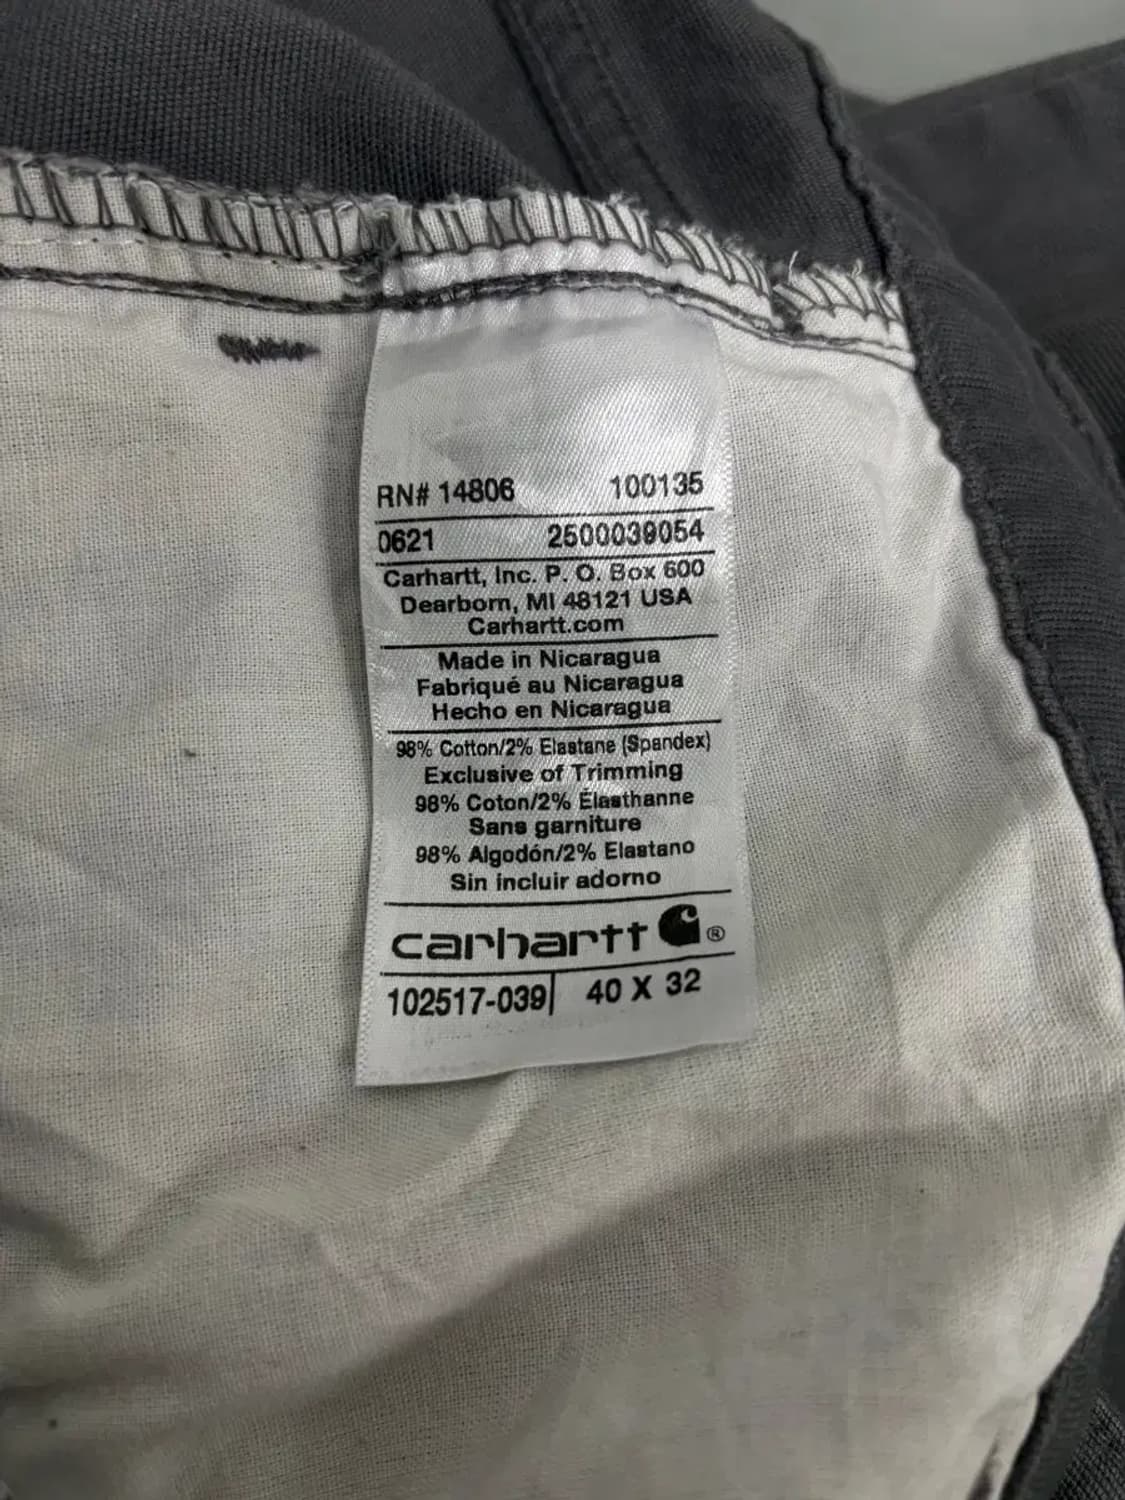 RN# 14806 100135
0621 2500039054
Carhartt, Inc. P. O. Box 600
Dearborn, MI 48121 USA
Carhartt.com
Made in Nicaragua
Fabriqué au Nicaragua
Hecho en Nicaragua
98% Cotton/2% Elastane (Spandex)
Exclusive of Trimming
98% Coton/2% Élasthanne
Sans garniture
98% Algodón/2% Elastano
Sin incluir adorno
carhartt ®
102517-039 40 X 32